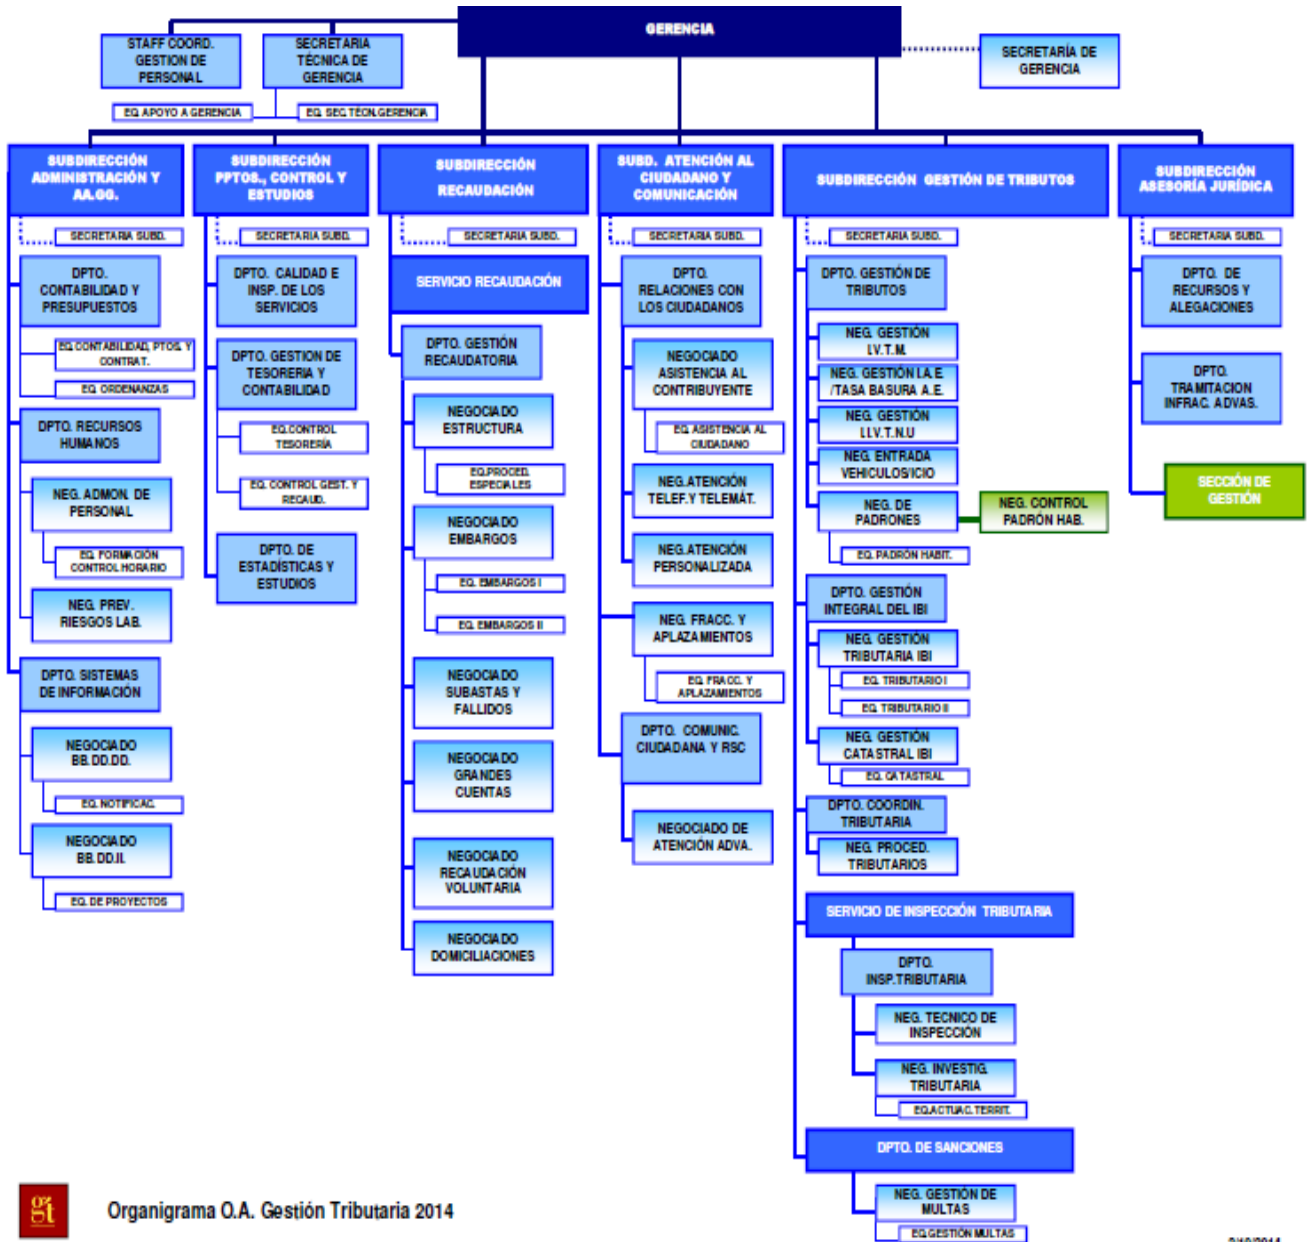 GERENCIA
STAFF COORD.
GESTION DE
PERSONAL
SECRETARIA
TÉCNICA DE
GERENCIA
SECRETARÍA DE
GERENCIA
EQ. APOYO A GERENCIA
EQ. SEC.TÉCN.GERENCIA
SUBDIRECCIÓN
ADMINISTRACIÓN Y
AA.GG.
SECRETARIA SUBD.
DPTO.
CONTABILIDAD Y
PRESUPUESTOS
EQ.CONTABILIDAD, PTOS. Y
CONTRAT.
EQ. ORDENANZAS
DPTO. RECURSOS
HUMANOS
NEG. ADMON. DE
PERSONAL
EQ. FORMACIÓN
CONTROL HORARIO
NEG. PREV.
RIESGOS LAB.
DPTO. SISTEMAS
DE INFORMACIÓN
NEGOCIADO
BB.DD.DD.
EQ. NOTIFICAC.
NEGOCIADO
BB.DD.II.
EQ. DE PROYECTOS
SUBDIRECCIÓN
PPTOS., CONTROL Y
ESTUDIOS
SECRETARIA SUBD.
DPTO. CALIDAD E
INSP. DE LOS
SERVICIOS
DPTO. GESTION DE
TESORERIA Y
CONTABILIDAD
EQ.CONTROL
TESORERÍA
EQ. CONTROL GEST. Y
RECAUD.
DPTO. DE
ESTADÍSTICAS Y
ESTUDIOS
SUBDIRECCIÓN
RECAUDACIÓN
SECRETARIA SUBD.
SERVICIO RECAUDACIÓN
DPTO. GESTIÓN
RECAUDATORIA
NEGOCIADO
ESTRUCTURA
EQ.PROCED.
ESPECIALES
NEGOCIADO
EMBARGOS
EQ. EMBARGOS I
EQ. EMBARGOS II
NEGOCIADO
SUBASTAS Y
FALLIDOS
NEGOCIADO
GRANDES
CUENTAS
NEGOCIADO
RECAUDACIÓN
VOLUNTARIA
NEGOCIADO
DOMICILIACIONES
SUBD. ATENCIÓN AL
CIUDADANO Y
COMUNICACIÓN
SECRETARIA SUBD.
DPTO.
RELACIONES CON
LOS CIUDADANOS
NEGOCIADO
ASISTENCIA AL
CONTRIBUYENTE
EQ. ASISTENCIA AL
CIUDADANO
NEG.ATENCIÓN
TELEF.Y TELEMÁT.
NEG.ATENCIÓN
PERSONALIZADA
NEG. FRACC. Y
APLAZAMIENTOS
EQ. FRACC. Y
APLAZAMIENTOS
DPTO. COMUNIC.
CIUDADANA Y RSC
NEGOCIADO DE
ATENCIÓN ADVA.
SUBDIRECCIÓN GESTIÓN DE TRIBUTOS
SECRETARIA SUBD.
DPTO. GESTIÓN DE
TRIBUTOS
NEG. GESTIÓN
I.V.T.M.
NEG. GESTIÓN I.A.E.
/TASA BASURA A.E.
NEG. GESTIÓN
I.I.V.T.N.U
NEG. ENTRADA
VEHICULOS/ICIO
NEG. DE
PADRONES
NEG. CONTROL
PADRÓN HAB.
EQ. PADRÓN HABIT.
DPTO. GESTIÓN
INTEGRAL DEL IBI
NEG. GESTIÓN
TRIBUTARIA IBI
EQ. TRIBUTARIO I
EQ. TRIBUTARIO II
NEG. GESTIÓN
CATASTRAL IBI
EQ. CATASTRAL
DPTO. COORDIN.
TRIBUTARIA
NEG. PROCED.
TRIBUTARIOS
SERVICIO DE INSPECCIÓN TRIBUTARIA
DPTO.
INSP.TRIBUTARIA
NEG. TECNICO DE
INSPECCIÓN
NEG. INVESTIG.
TRIBUTARIA
EQ.ACTUAC.TERRIT.
DPTO. DE SANCIONES
NEG. GESTIÓN DE
MULTAS
EQ.GESTION MULTAS
SUBDIRECCIÓN
ASESORÍA JURÍDICA
SECRETARIA SUBD.
DPTO. DE
RECURSOS Y
ALEGACIONES
DPTO.
TRAMITACION
INFRAC. ADVAS.
SECCIÓN DE
GESTIÓN
gt
Organigrama O.A. Gestión Tributaria 2014